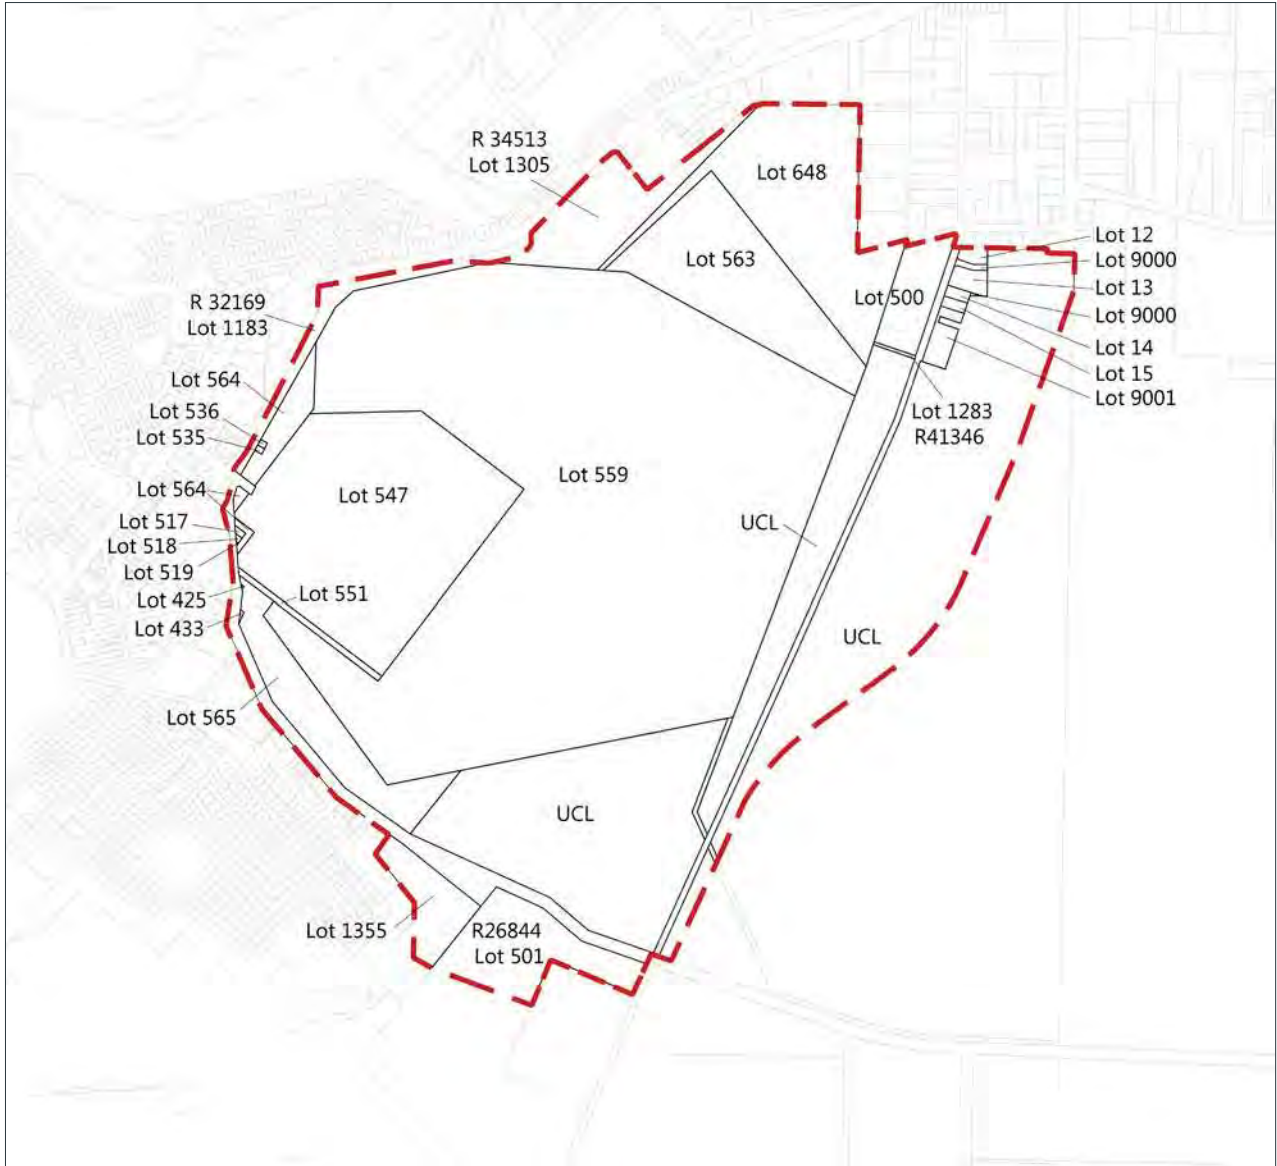 R 34513
Lot 1305
Lot 648
Lot 12
Lot 9000
Lot 563
Lot 13
Lot 500
R 32169
Lot 1183
Lot 9000
Lot 14
Lot 15
Lot 564
Lot 9001
Lot 536
Lot 1283
R41346
Lot 535
Lot 559
Lot 564
Lot 547
Lot 517
UCL
Lot 518
Lot 519
Lot 425
Lot 551
Lot 433
UCL
Lot 565
UCL
Lot 1355
R26844
Lot 501